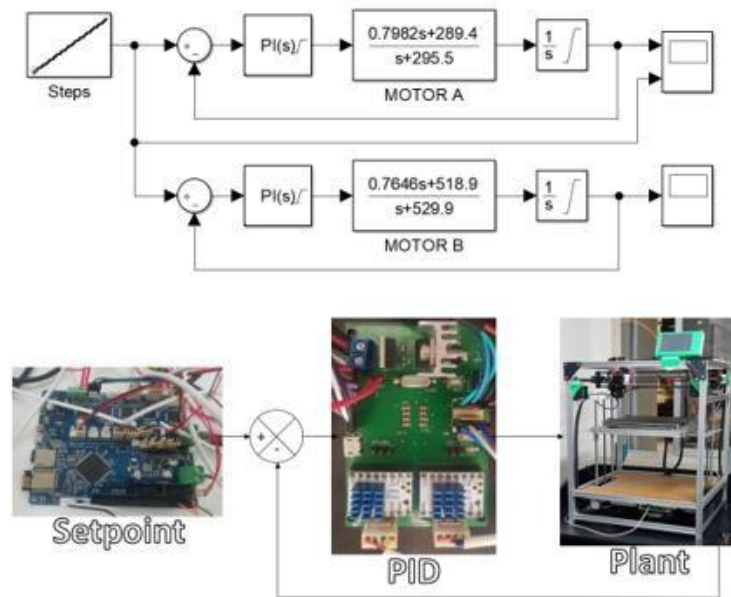 Steps
+
-
PI(s)
0.7982s+289.4
s+295.5
MOTOR A
1
s
+
-
PI(s)
0.7646s+518.9
s+529.9
MOTOR B
1
s
+
-
Setpoint
PID
Plant